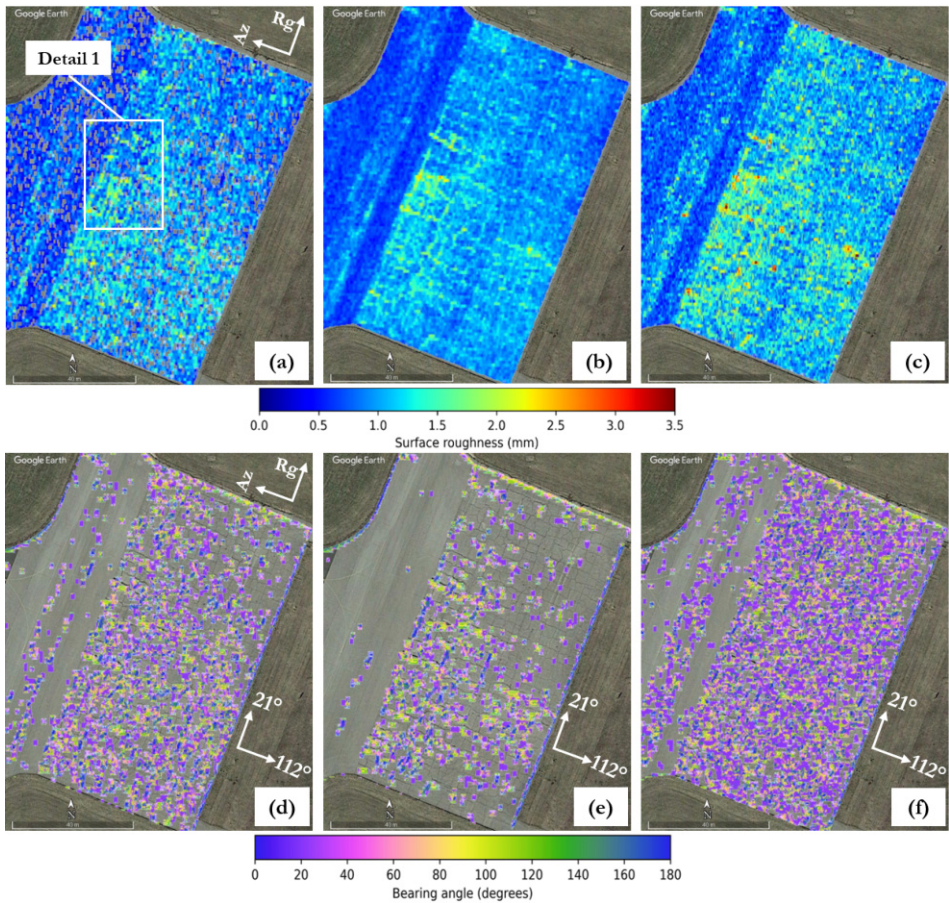 Google Earth
Az
Rg
Detail 1
N
40 m
(a)
Google Earth
N
40 m
(b)
Google Earth
N
40 m
(c)
0.0 0.5 1.0 1.5 2.0 2.5 3.0 3.5
Surface roughness (mm)
Google Earth
Az
Rg
21°
112°
N
40 m
(d)
Google Earth
21°
112°
N
40 m
(e)
Google Earth
21°
112°
N
40 m
(f)
0 20 40 60 80 100 120 140 160 180
Bearing angle (degrees)